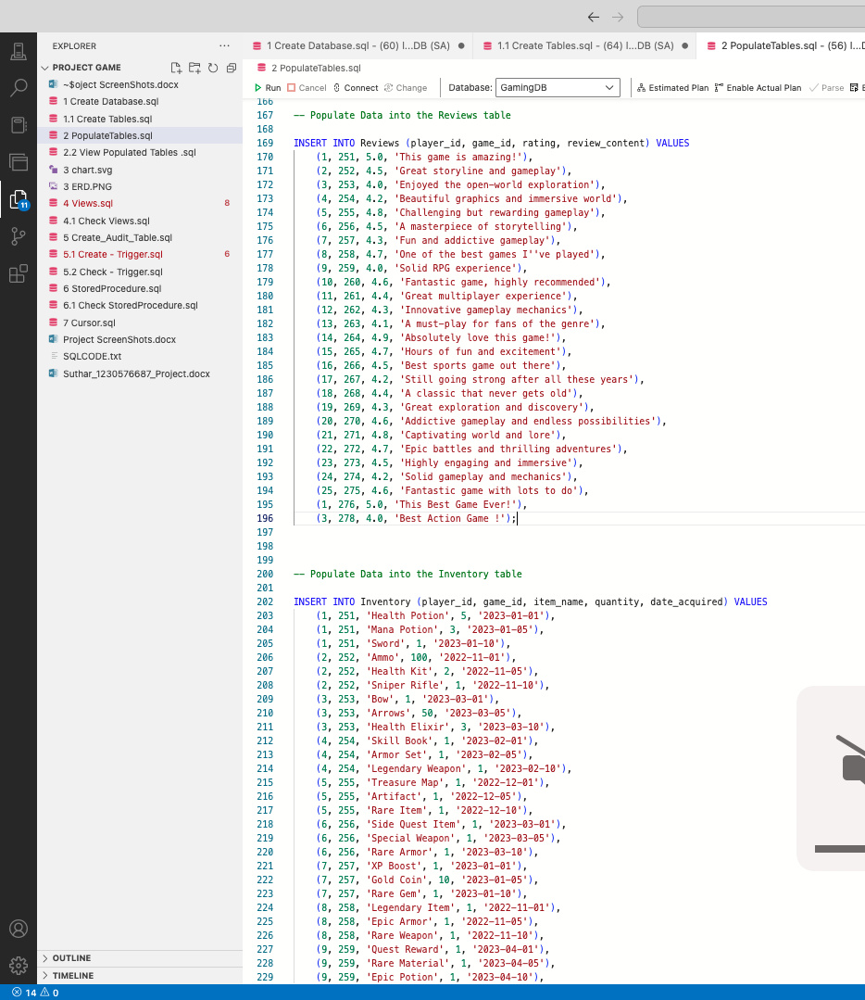 EXPLORER
PROJECT GAME
~$oject ScreenShots.docx
1 Create Database.sql
1.1 Create Tables.sql
2 PopulateTables.sql
2.2 View Populated Tables .sql
3 chart.svg
3 ERD.PNG
4 Views.sql 8
4.1 Check Views.sql
5 Create_Audit_Table.sql
5.1 Create - Trigger.sql 6
5.2 Check - Trigger.sql
6 StoredProcedure.sql
6.1 Check StoredProcedure.sql
7 Cursor.sql
Project ScreenShots.docx
SQLCODE.txt
Suthar_1230576687_Project.docx
11
OUTLINE
TIMELINE
14 0
1 Create Database.sql - (60) l...DB (SA)
1.1 Create Tables.sql - (64) l...DB (SA)
2 PopulateTables.sql - (56) l...
2 PopulateTables.sql
Run Cancel Connect Change Database: GamingDB Estimated Plan Enable Actual Plan Parse
166
167 -- Populate Data into the Reviews table
168
169 INSERT INTO Reviews (player_id, game_id, rating, review_content) VALUES
170 (1, 251, 5.0, 'This game is amazing!'),
171 (2, 252, 4.5, 'Great storyline and gameplay'),
172 (3, 253, 4.0, 'Enjoyed the open-world exploration'),
173 (4, 254, 4.2, 'Beautiful graphics and immersive world'),
174 (5, 255, 4.8, 'Challenging but rewarding gameplay'),
175 (6, 256, 4.5, 'A masterpiece of storytelling'),
176 (7, 257, 4.3, 'Fun and addictive gameplay'),
177 (8, 258, 4.7, 'One of the best games I''ve played'),
178 (9, 259, 4.0, 'Solid RPG experience'),
179 (10, 260, 4.6, 'Fantastic game, highly recommended'),
180 (11, 261, 4.4, 'Great multiplayer experience'),
181 (12, 262, 4.3, 'Innovative gameplay mechanics'),
182 (13, 263, 4.1, 'A must-play for fans of the genre'),
183 (14, 264, 4.9, 'Absolutely love this game!'),
184 (15, 265, 4.7, 'Hours of fun and excitement'),
185 (16, 266, 4.5, 'Best sports game out there'),
186 (17, 267, 4.2, 'Still going strong after all these years'),
187 (18, 268, 4.4, 'A classic that never gets old'),
188 (19, 269, 4.3, 'Great exploration and discovery'),
189 (20, 270, 4.6, 'Addictive gameplay and endless possibilities'),
190 (21, 271, 4.8, 'Captivating world and lore'),
191 (22, 272, 4.7, 'Epic battles and thrilling adventures'),
192 (23, 273, 4.5, 'Highly engaging and immersive'),
193 (24, 274, 4.2, 'Solid gameplay and mechanics'),
194 (25, 275, 4.6, 'Fantastic game with lots to do'),
195 (1, 276, 5.0, 'This Best Game Ever!'),
196 (3, 278, 4.0, 'Best Action Game !');
197
198
199
200 -- Populate Data into the Inventory table
201
202 INSERT INTO Inventory (player_id, game_id, item_name, quantity, date_acquired) VALUES
203 (1, 251, 'Health Potion', 5, '2023-01-01'),
204 (1, 251, 'Mana Potion', 3, '2023-01-05'),
205 (1, 251, 'Sword', 1, '2023-01-10'),
206 (2, 252, 'Ammo', 100, '2022-11-01'),
207 (2, 252, 'Health Kit', 2, '2022-11-05'),
208 (2, 252, 'Sniper Rifle', 1, '2022-11-10'),
209 (3, 253, 'Bow', 1, '2023-03-01'),
210 (3, 253, 'Arrows', 50, '2023-03-05'),
211 (3, 253, 'Health Elixir', 3, '2023-03-10'),
212 (4, 254, 'Skill Book', 1, '2023-02-01'),
213 (4, 254, 'Armor Set', 1, '2023-02-05'),
214 (4, 254, 'Legendary Weapon', 1, '2023-02-10'),
215 (5, 255, 'Treasure Map', 1, '2022-12-01'),
216 (5, 255, 'Artifact', 1, '2022-12-05'),
217 (5, 255, 'Rare Item', 1, '2022-12-10'),
218 (6, 256, 'Side Quest Item', 1, '2023-03-01'),
219 (6, 256, 'Special Weapon', 1, '2023-03-05'),
220 (6, 256, 'Rare Armor', 1, '2023-03-10'),
221 (7, 257, 'XP Boost', 1, '2023-01-01'),
222 (7, 257, 'Gold Coin', 10, '2023-01-05'),
223 (7, 257, 'Rare Gem', 1, '2023-01-10'),
224 (8, 258, 'Legendary Item', 1, '2022-11-01'),
225 (8, 258, 'Epic Armor', 1, '2022-11-05'),
226 (8, 258, 'Rare Weapon', 1, '2022-11-10'),
227 (9, 259, 'Quest Reward', 1, '2023-04-01'),
228 (9, 259, 'Rare Material', 1, '2023-04-05'),
229 (9, 259, 'Epic Potion', 1, '2023-04-10'),